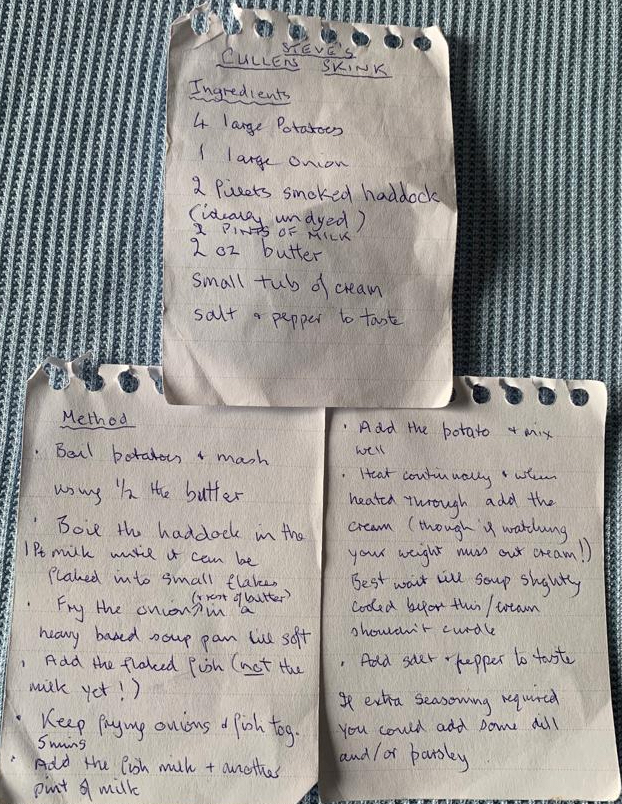 STEVE'S
CULLEN SKINK
Ingredients
4 large Potatoes
1 large onion
2 fillets smoked haddock
(ideally undyed)
2 PINTS OF MILK
2 oz butter
small tub of cream
salt + pepper to taste
Method
· Boil potatoes + mash
using 1/2 the butter
· Boil the haddock in the
1Pt milk until it can be
flaked into small flakes
(+ rest of butter)
· Fry the onion in a
heavy based soup pan till soft
· Add the flaked fish (not the
milk yet!)
· Keep frying onions + fish tog.
5 mins
· Add the fish milk + another
pint of milk
· Add the potato + mix
well
· Heat continually + when
heated through add the
cream (though if watching
your weight miss out cream!)
Best wait till soup slightly
cooled before this/cream
shouldn't curdle
· Add salt + pepper to taste
If extra seasoning required
you could add some dill
and/or parsley